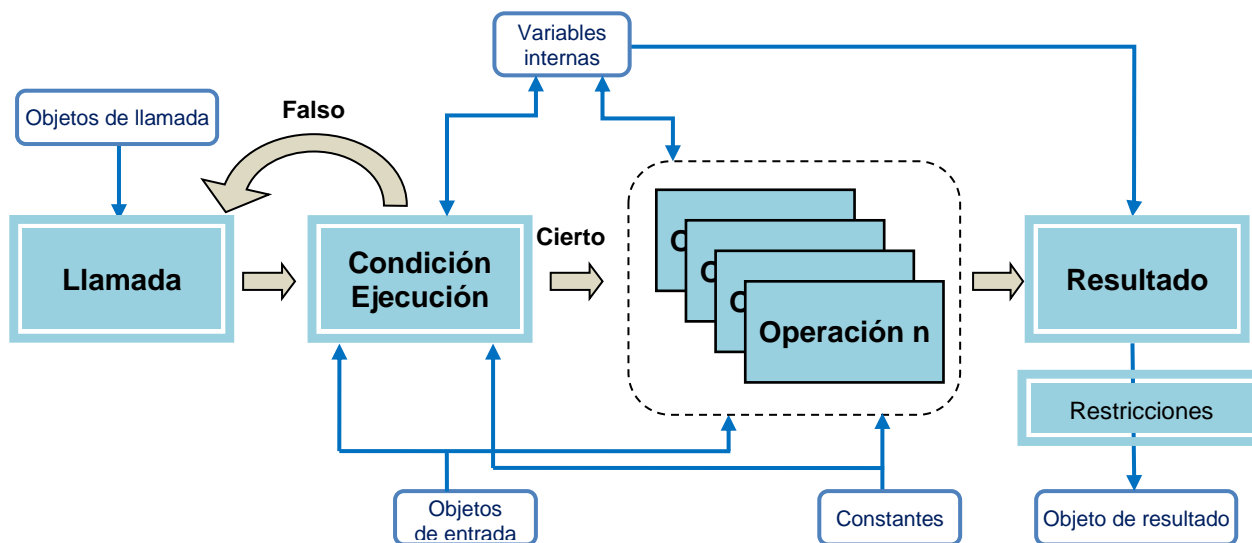 Variables
internas
Objetos de llamada
Falso
Llamada
Condición
Ejecución
Cierto
O
O
O
Operación n
Resultado
Restricciones
Objetos
de entrada
Constantes
Objeto de resultado